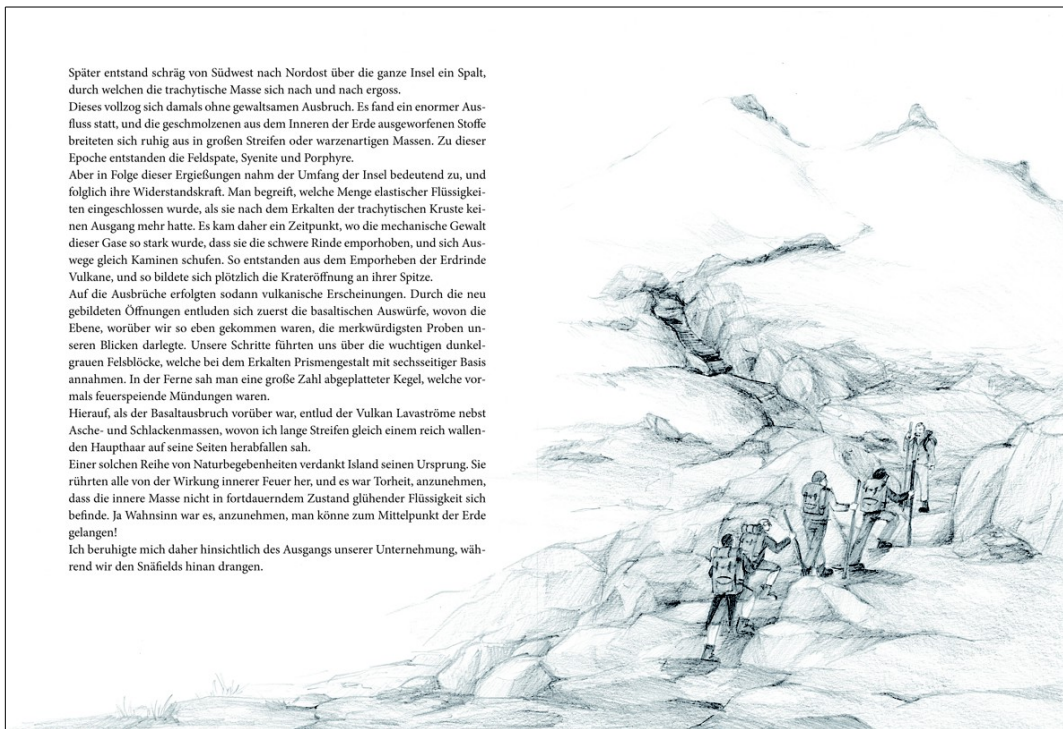 Später entstand schräg von Südwest nach Nordost über die ganze Insel ein Spalt,
durch welchen die trachytische Masse sich nach und nach ergoss.
Dieses vollzog sich damals ohne gewaltsamen Ausbruch. Es fand ein enormer Aus-
fluss statt, und die geschmolzenen aus dem Inneren der Erde ausgeworfenen Stoffe
breiteten sich ruhig aus in großen Streifen oder warzenartigen Massen. Zu dieser
Epoche entstanden die Feldspate, Syenite und Porphyre.
Aber in Folge dieser Ergießungen nahm der Umfang der Insel bedeutend zu, und
folglich ihre Widerstandskraft. Man begreift, welche Menge elastischer Flüssigkei-
ten eingeschlossen wurde, als sie nach dem Erkalten der trachytischen Kruste kei-
nen Ausgang mehr hatte. Es kam daher ein Zeitpunkt, wo die mechanische Gewalt
dieser Gase so stark wurde, dass sie die schwere Rinde emporhoben, und sich Aus-
wege gleich Kaminen schufen. So entstanden aus dem Emporheben der Erdrinde
Vulkane, und so bildete sich plötzlich die Krateröffnung an ihrer Spitze.
Auf die Ausbrüche erfolgten sodann vulkanische Erscheinungen. Durch die neu
gebildeten Öffnungen entluden sich zuerst die basaltischen Auswürfe, wovon die
Ebene, worüber wir so eben gekommen waren, die merkwürdigsten Proben un-
seren Blicken darlegte. Unsere Schritte führten uns über die wuchtigen dunkel-
grauen Felsblöcke, welche bei dem Erkalten Prismengestalt mit sechsseitiger Basis
annahmen. In der Ferne sah man eine große Zahl abgeplatteter Kegel, welche vor-
mals feuerspeiende Mündungen waren.
Hierauf, als der Basaltausbruch vorüber war, entlud der Vulkan Lavaströme nebst
Asche- und Schlackenmassen, wovon ich lange Streifen gleich einem reich wallen-
den Haupthaar auf seine Seiten herabfallen sah.
Einer solchen Reihe von Naturbegebenheiten verdankt Island seinen Ursprung. Sie
rührten alle von der Wirkung innerer Feuer her, und es war Torheit, anzunehmen,
dass die innere Masse nicht in fortdauerndem Zustand glühender Flüssigkeit sich
befinde. Ja Wahnsinn war es, anzunehmen, man könne zum Mittelpunkt der Erde
gelangen!
Ich beruhigte mich daher hinsichtlich des Ausgangs unserer Unternehmung, wäh-
rend wir den Snäfields hinan drangen.